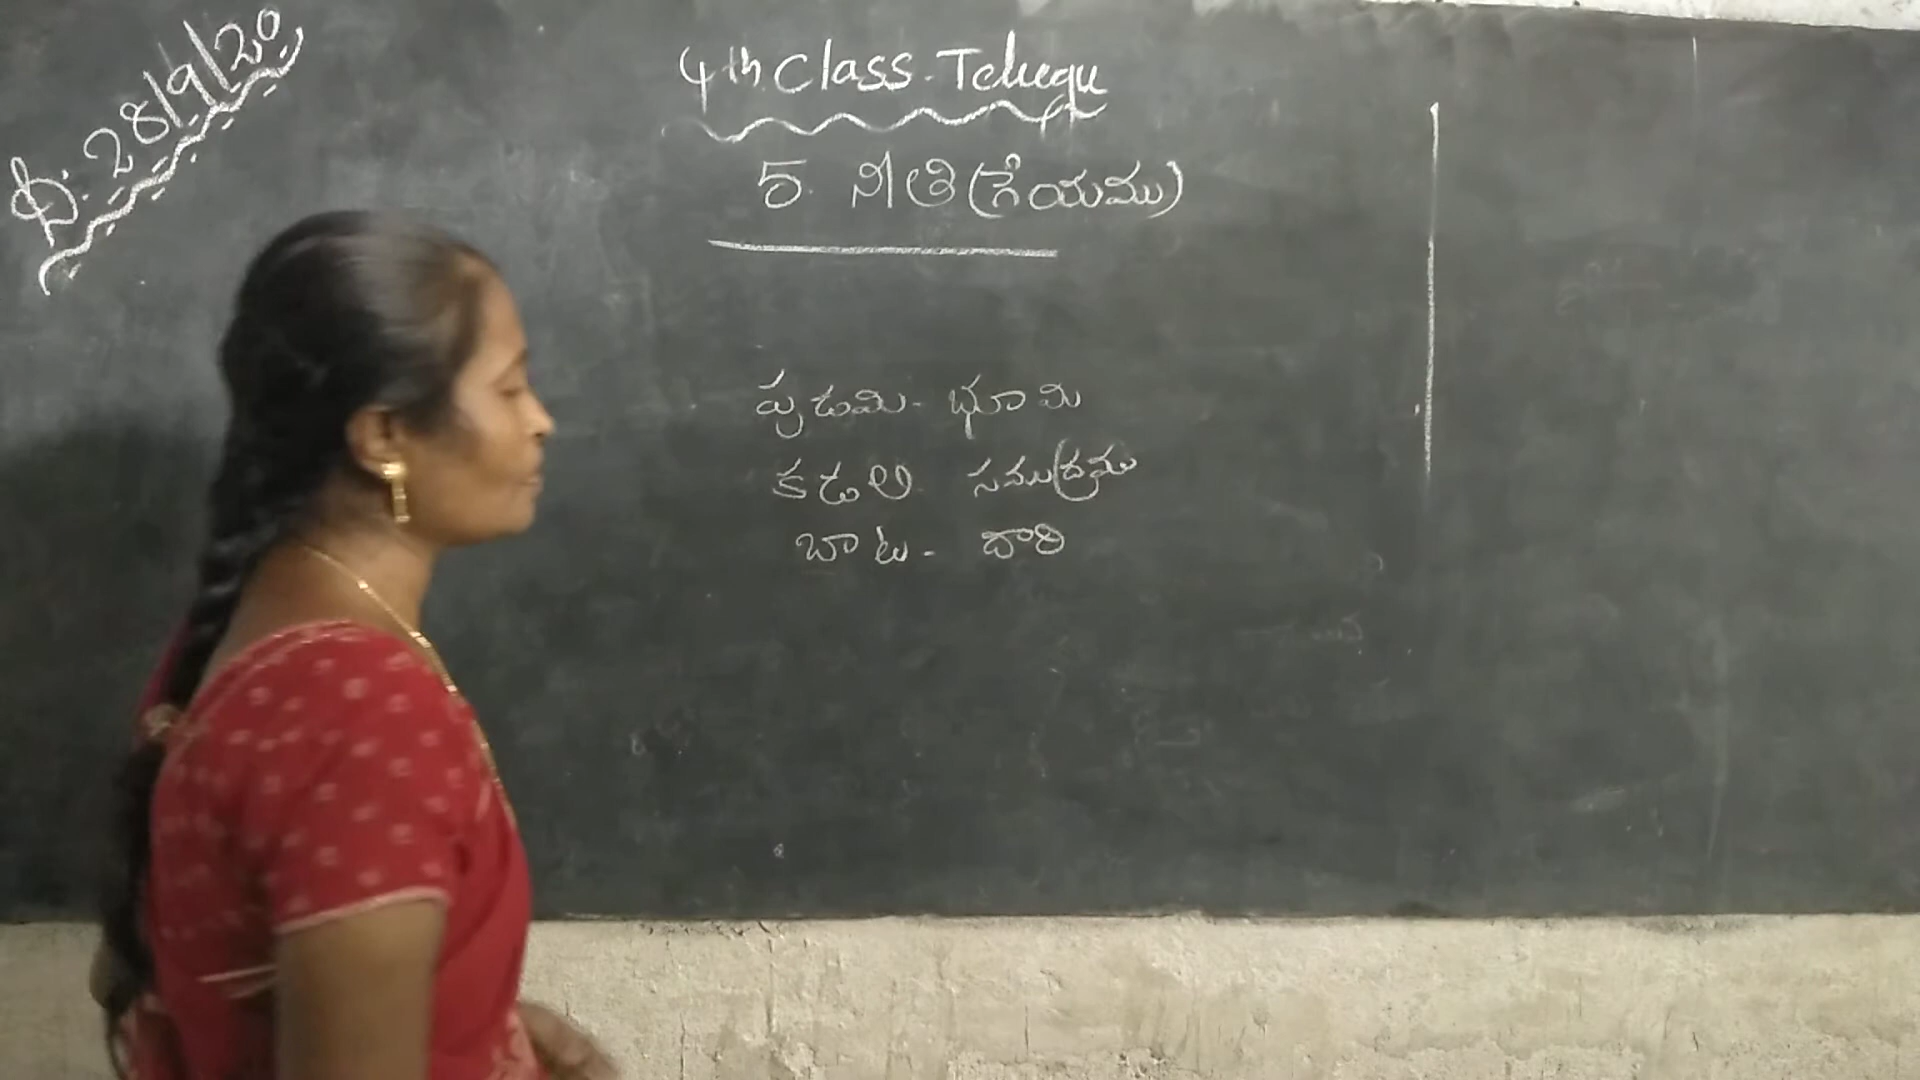 ది: 28/9/20
4th Class-Telugu
5. నీతి (గేయము)
పుడమి - భూమి
కడలి సముద్రము
బాట - దారి